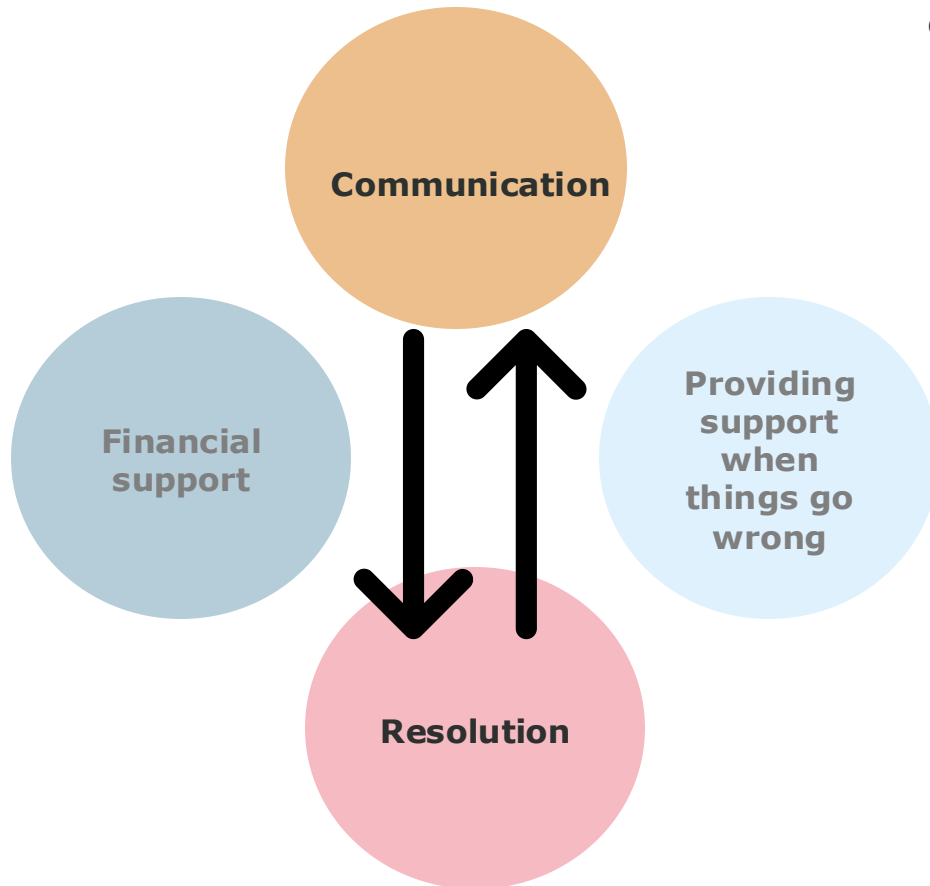 Communication
Financial
support
Providing
support
when
things go
wrong
Resolution